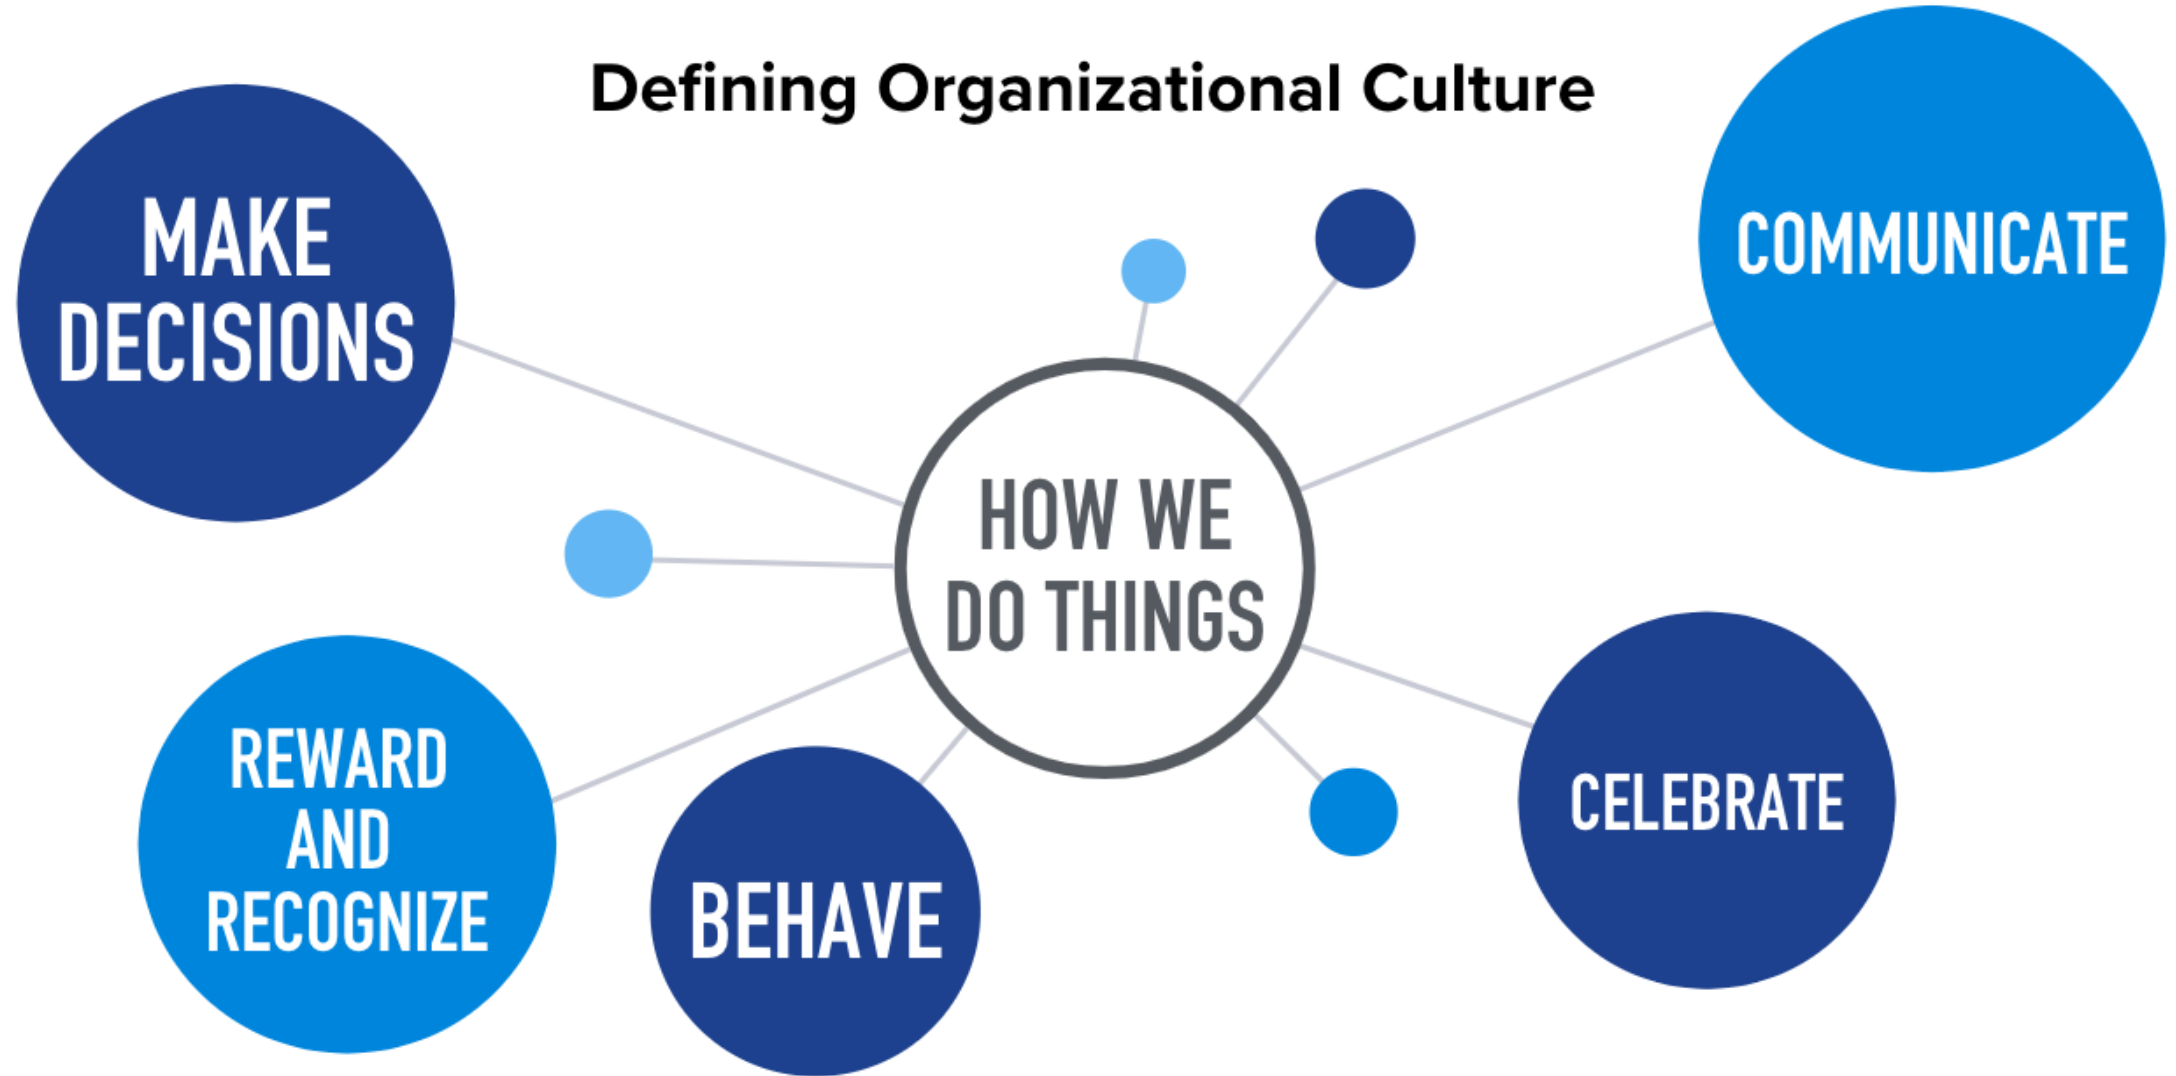 Defining Organizational Culture
MAKE
DECISIONS
COMMUNICATE
HOW WE
DO THINGS
REWARD
AND
RECOGNIZE
BEHAVE
CELEBRATE